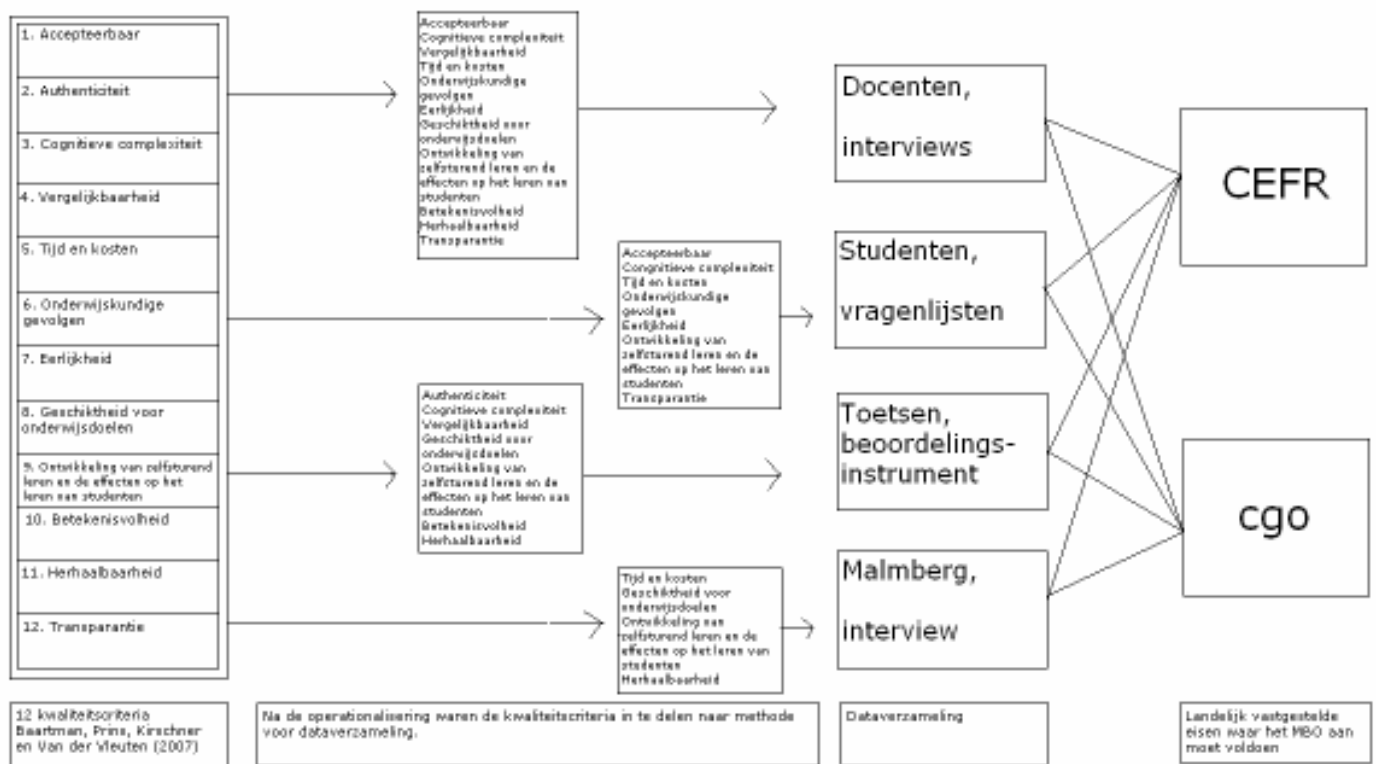 1. Accepteerbaar
2. Authenticiteit
3. Cognitieve complexiteit
4. Vergelijkbaarheid
5. Tijd en kosten
6. Onderwijskundige
gevolgen
7. Eerlijkheid
8. Geschiktheid voor
onderwijsdoelen
9. Ontwikkeling van zelfsturend
leren en de effecten op het
leren van studenten
10. Betekenisvolheid
11. Herhaalbaarheid
12. Transparantie
12 kwaliteitscriteria
Baartman, Prins, Kirschner
en Van der Vleuten (2007)
Accepteerbaar
Cognitieve complexiteit
Vergelijkbaarheid
Tijd en kosten
Onderwijskundige
gevolgen
Eerlijkheid
Geschiktheid voor
onderwijsdoelen
Ontwikkeling van
zelfsturend leren en de
effecten op het leren van
studenten
Betekenisvolheid
Herhaalbaarheid
Transparantie
Accepteerbaar
Congnitieve complexiteit
Tijd en kosten
Onderwijskundige
gevolgen
Eerlijkheid
Ontwikkeling van
zelfsturend leren en de
effecten op het leren van
studenten
Transparantie
Authenticiteit
Cognitieve complexiteit
Vergelijkbaarheid
Geschiktheid voor
onderwijsdoelen
Ontwikkeling van
zelfsturend leren en de
effecten op het leren van
studenten
Betekenisvolheid
Herhaalbaarheid
Tijd en kosten
Geschiktheid voor
onderwijsdoelen
Ontwikkeling van
zelfsturend leren en de
effecten op het leren van
studenten
Herhaalbaarheid
Na de operationalisering waren de kwaliteitscriteria in te delen naar methode
voor dataverzameling.
Docenten,
interviews
Studenten,
vragenlijsten
Toetsen,
beoordelings-
instrument
Malmberg,
interview
Dataverzameling
CEFR
cgo
Landelijk vastgestelde
eisen waar het MBO aan
moet voldoen